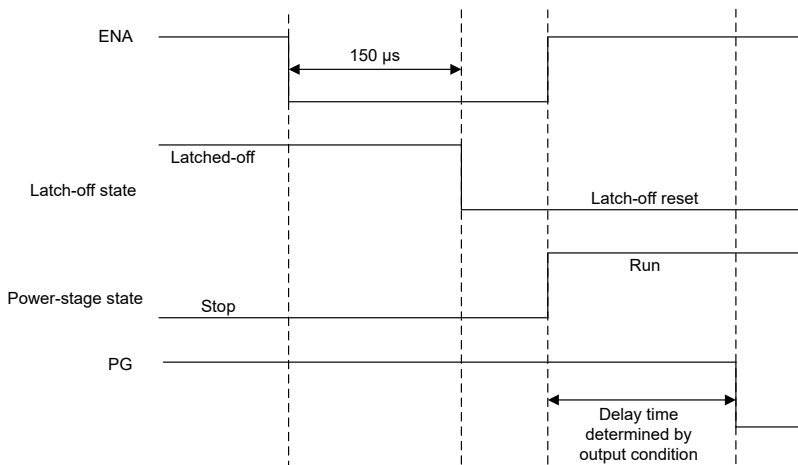 ENA
150 µs
Latched-off
Latch-off state
Latch-off reset
Run
Power-stage state
Stop
PG
Delay time
determined by
output condition